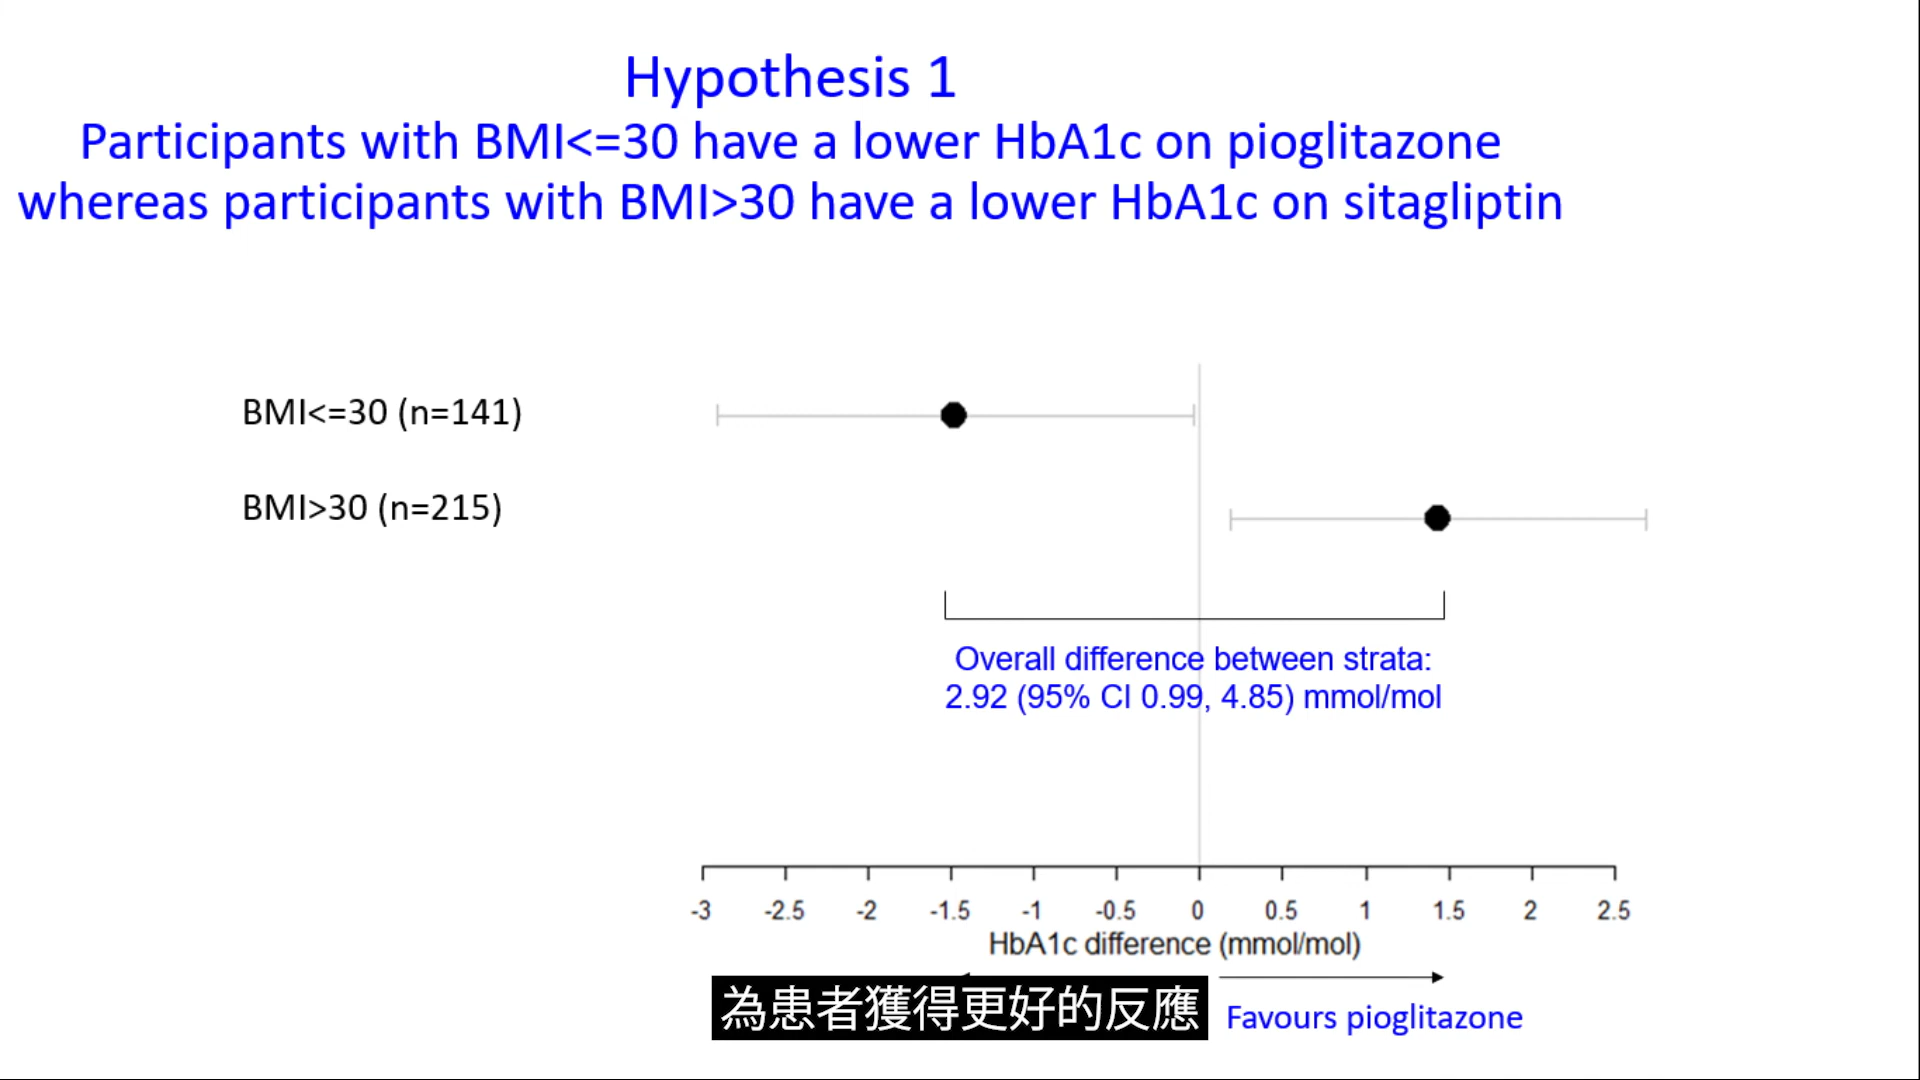 Hypothesis 1
Participants with BMI<=30 have a lower HbA1c on pioglitazone
whereas participants with BMI>30 have a lower HbA1c on sitagliptin
BMI<=30 (n=141)
BMI>30 (n=215)
Overall difference between strata:
2.92 (95% CI 0.99, 4.85) mmol/mol
-3 -2.5 -2 -1.5 -1 -0.5 0 0.5 1 1.5 2 2.5
HbA1c difference (mmol/mol)
為患者獲得更好的反應
Favours pioglitazone